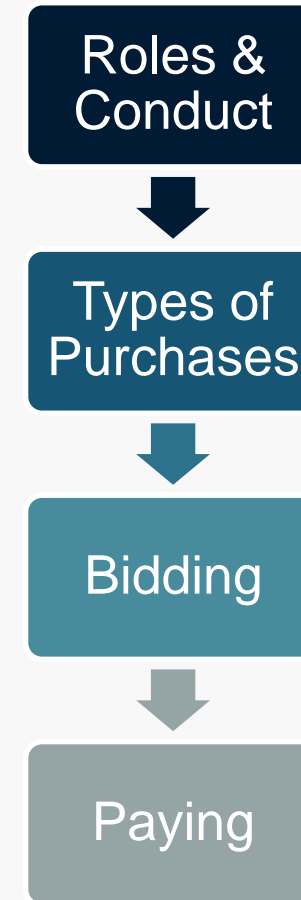 Roles &
Conduct
Types of
Purchases
Bidding
Paying